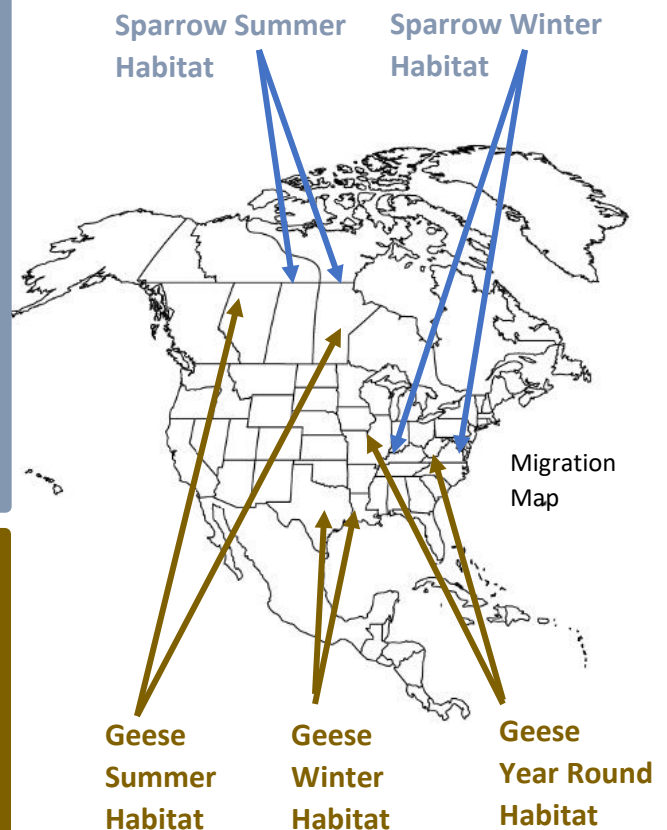 Sparrow Summer
Habitat
Sparrow Winter
Habitat
Migration
Map
Geese
Summer
Habitat
Geese
Winter
Habitat
Geese
Year Round
Habitat